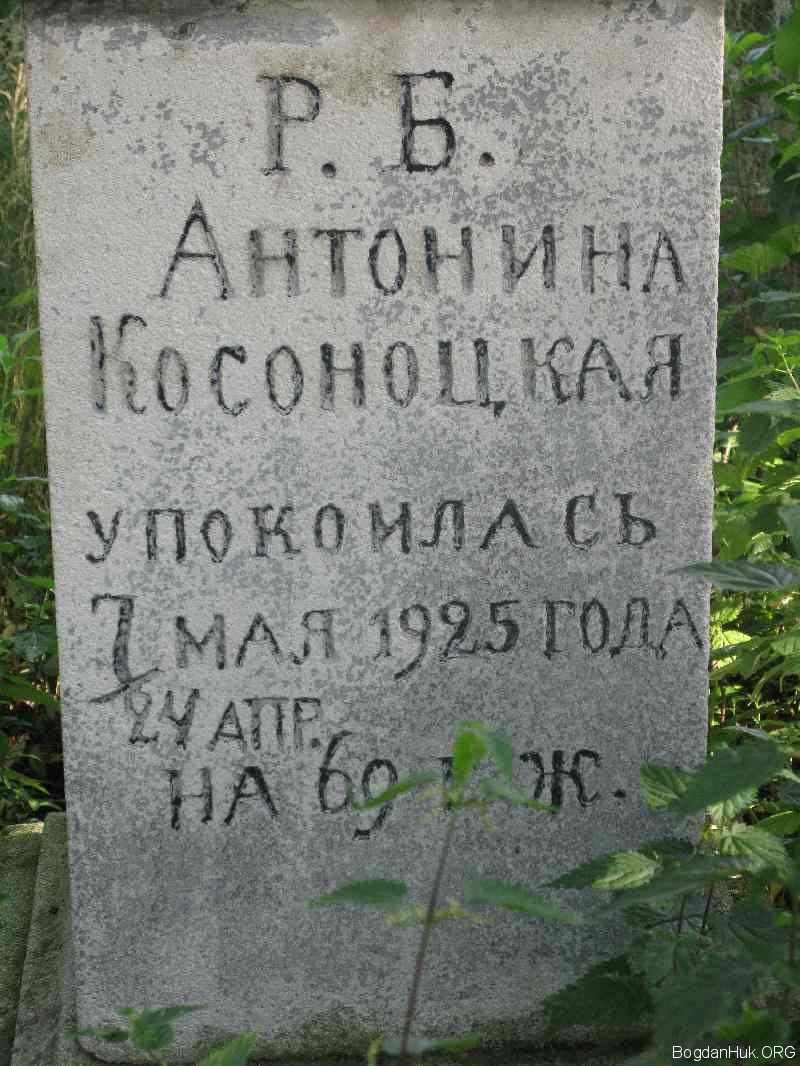 Р. Б.
Антонина
Косоноцкая
упокоилась
7 мая 1925 года
24 апр.
на 69 г. ж.
BogdanHuk.ORG